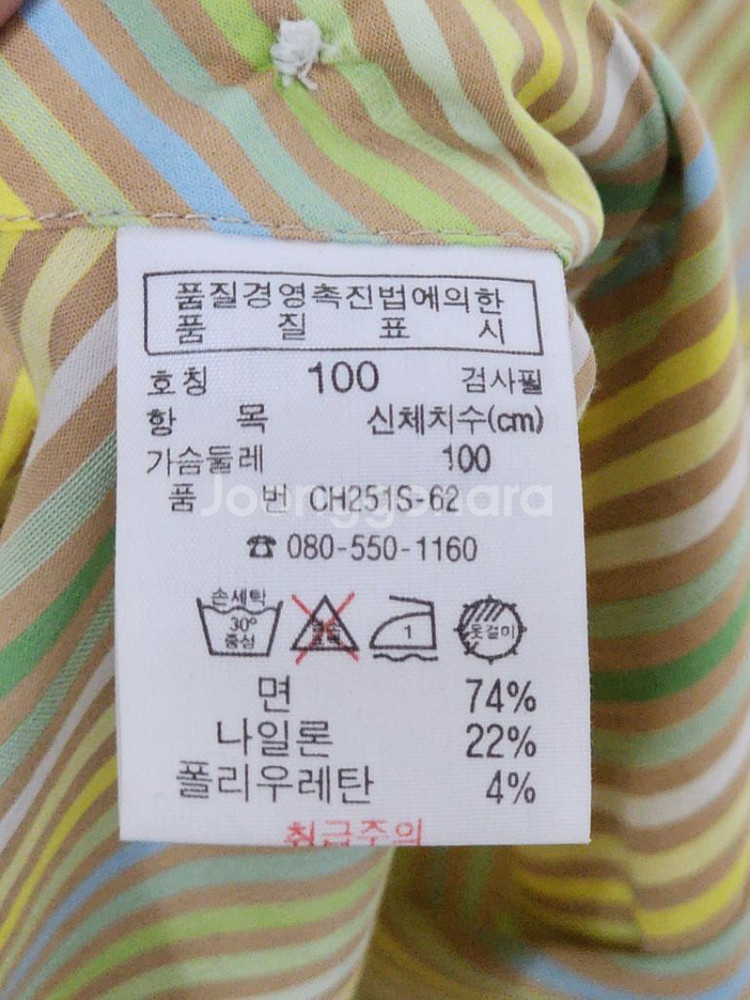 품질경영촉진법에의한
품 질 표 시
호칭 100 검사필
항 목 신체치수(cm)
가슴둘레 100
품 번 CH251S-62
Joonggonara
☎ 080-550-1160
손세탁
30°
중성
1
옷걸이
면 74%
나일론 22%
폴리우레탄 4%
취급주의